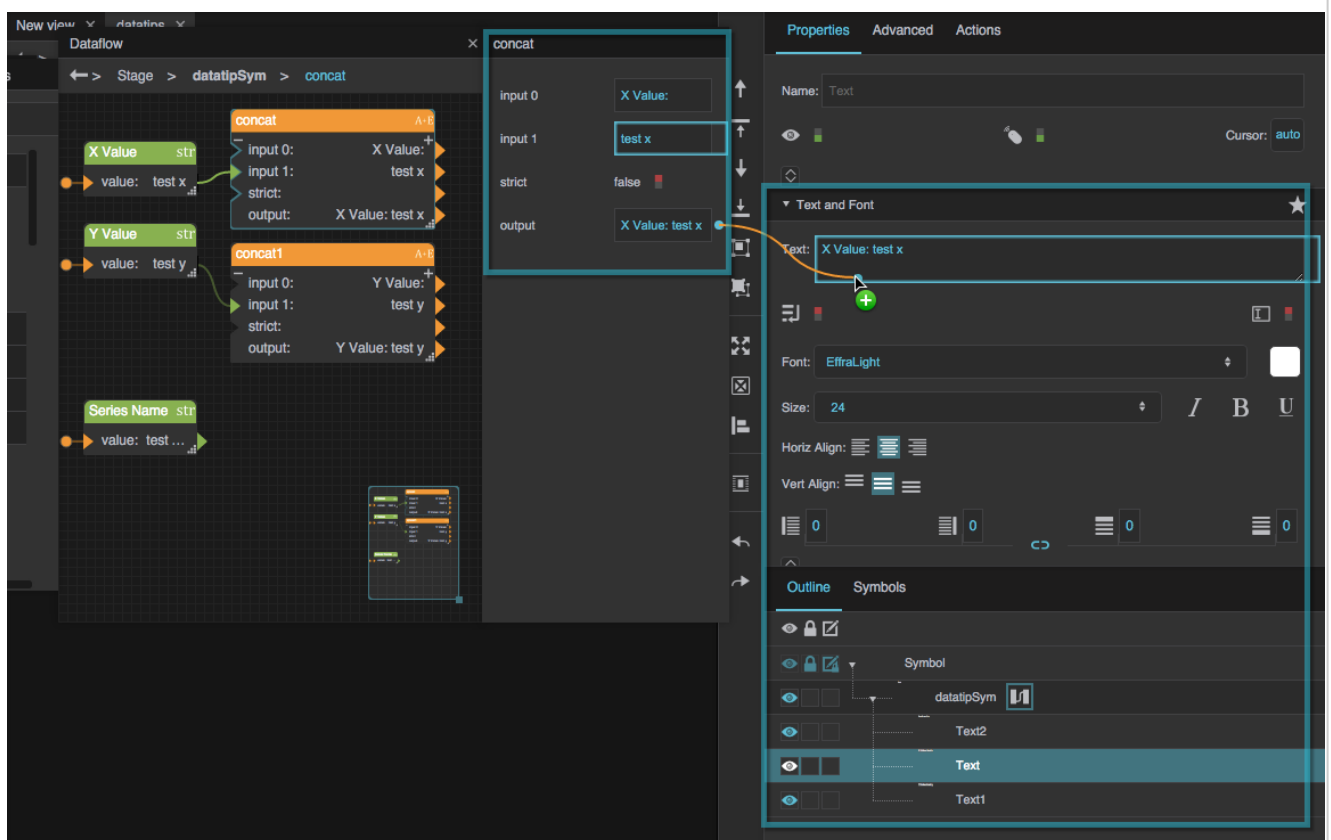 New view × datatips ×
Dataflow ×
Stage > datatipSym > concat
X Value str
value: test x
Y Value str
value: test y
Series Name str
value: test ...
concat A+B
input 0: X Value:
input 1: test x
strict:
output: X Value: test x
concat1 A+B
input 0: Y Value:
input 1: test y
strict:
output: Y Value: test y
concat
input 0 X Value:
input 1 test x
strict false
output X Value: test x
Properties Advanced Actions
Name: Text
Cursor: auto
Text and Font
Text: X Value: test x
Font: EffraLight
Size: 24 I B U
Horiz Align:
Vert Align:
0 0 0 0
Outline Symbols
Symbol
datatipSym
Text2
Text
Text1